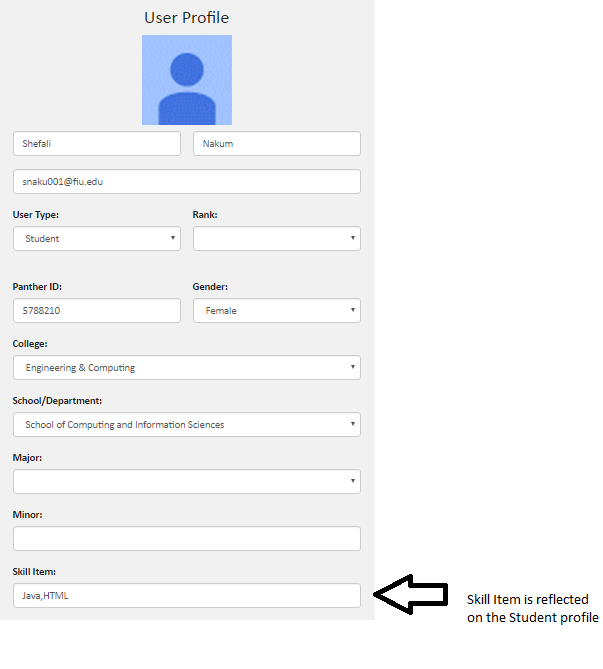 User Profile
Shefali Nakum
snaku001@fiu.edu
User Type: Rank:
Student
Panther ID: Gender:
5788210 Female
College:
Engineering & Computing
School/Department:
School of Computing and Information Sciences
Major:
Minor:
Skill Item:
Java,HTML
Skill Item is reflected
on the Student profile